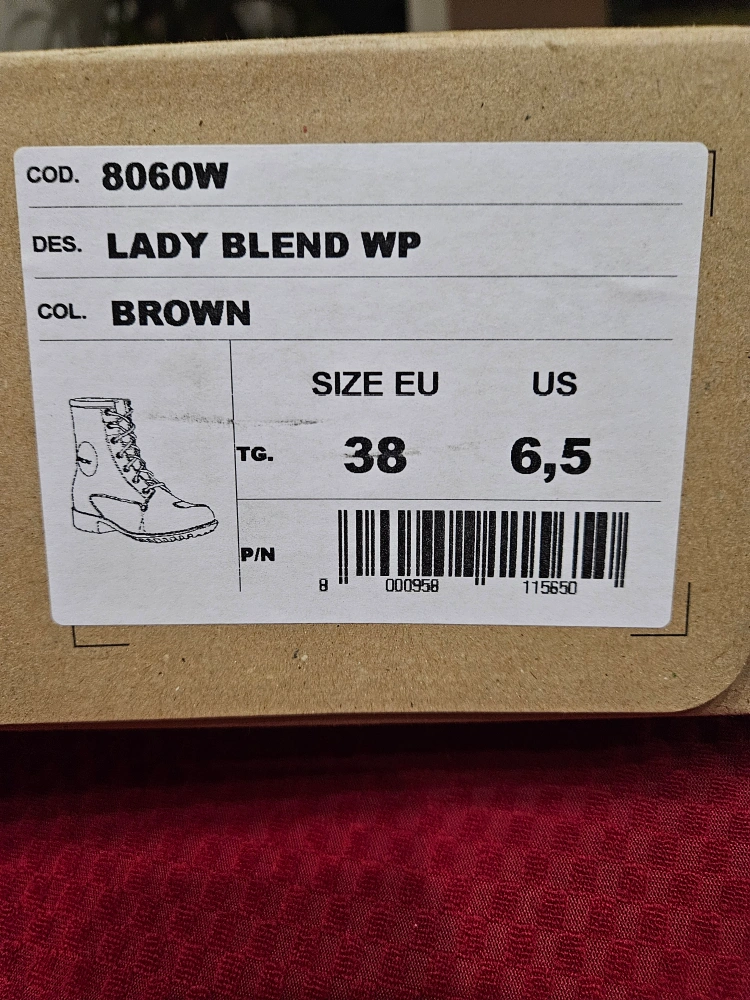 COD. 8060W
DES. LADY BLEND WP
COL. BROWN
SIZE EU US
TG. 38 6,5
P/N
8 000958 115650